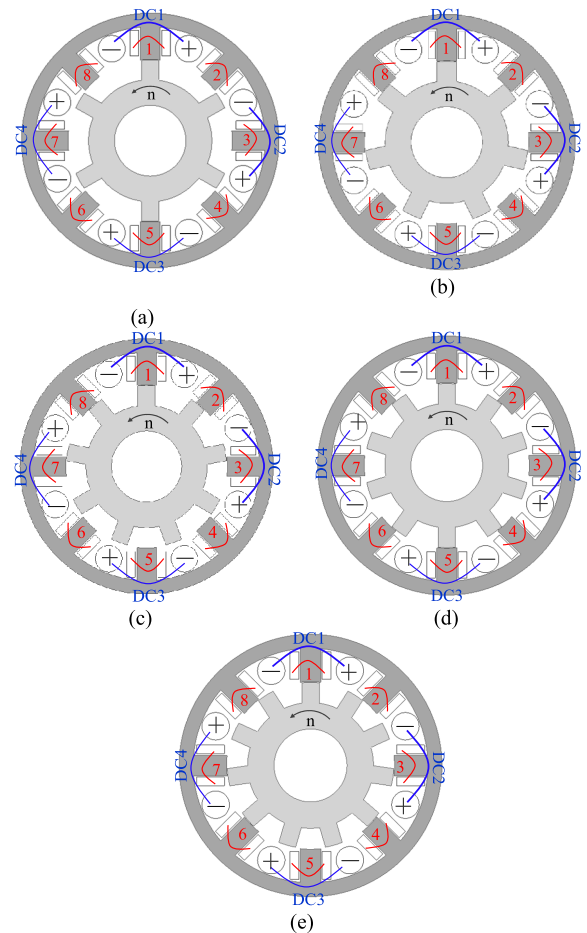 DC1
− 1 +
8 2
n
+ −
DC4 7 3 DC2
− +
6 4
+ 5 −
DC3
(a)
DC1
− 1 +
8 2
n
+ −
DC4 7 3 DC2
− +
6 4
+ 5 −
DC3
(b)
DC1
− 1 +
8 2
n
+ −
DC4 7 3 DC2
− +
6 4
+ 5 −
DC3
(c)
DC1
− 1 +
8 2
n
+ −
DC4 7 3 DC2
− +
6 4
+ 5 −
DC3
(d)
DC1
− 1 +
8 2
n
+ −
DC4 7 3 DC2
− +
6 4
+ 5 −
DC3
(e)